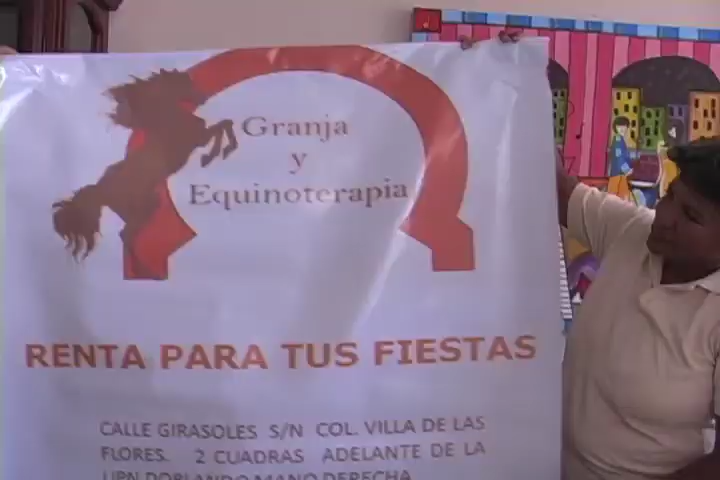 Granja
y
Equinoterapia
RENTA PARA TUS FIESTAS
CALLE GIRASOLES S/N COL. VILLA DE LAS
FLORES. 2 CUADRAS ADELANTE DE LA
UPN DOBLANDO MANO DERECHA